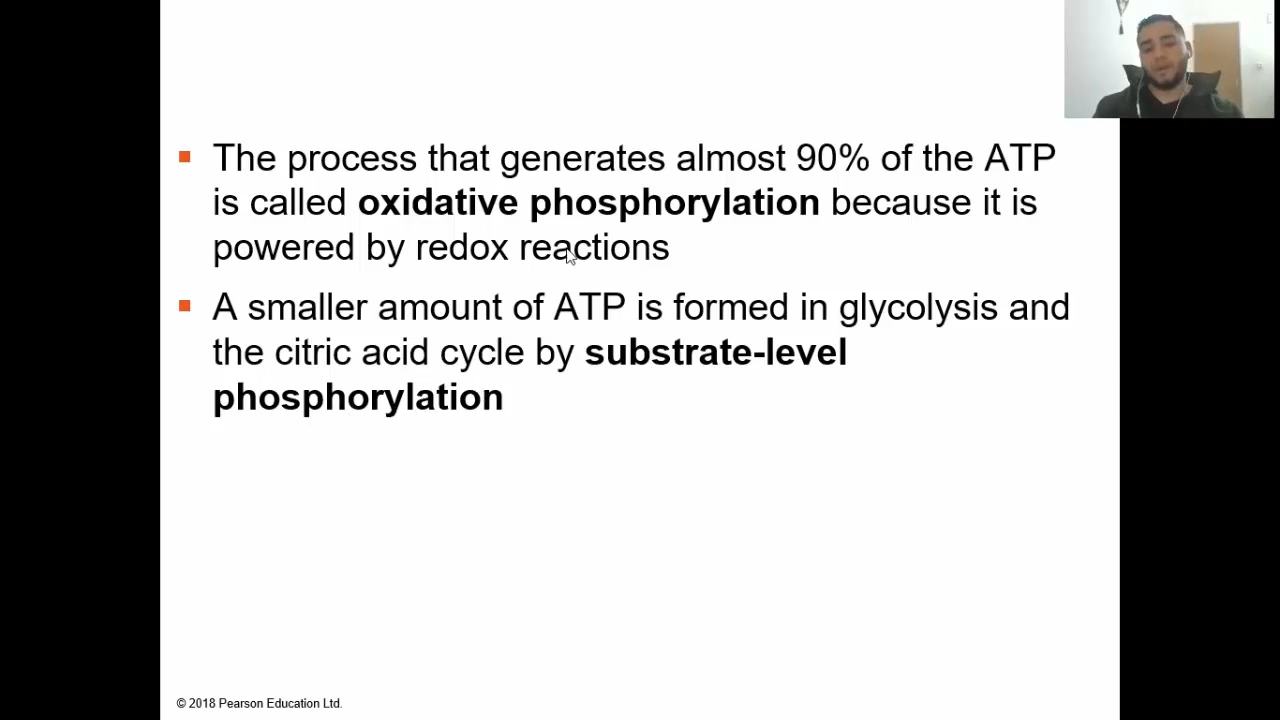 The process that generates almost 90% of the ATP
is called oxidative phosphorylation because it is
powered by redox reactions
A smaller amount of ATP is formed in glycolysis and
the citric acid cycle by substrate-level
phosphorylation
© 2018 Pearson Education Ltd.